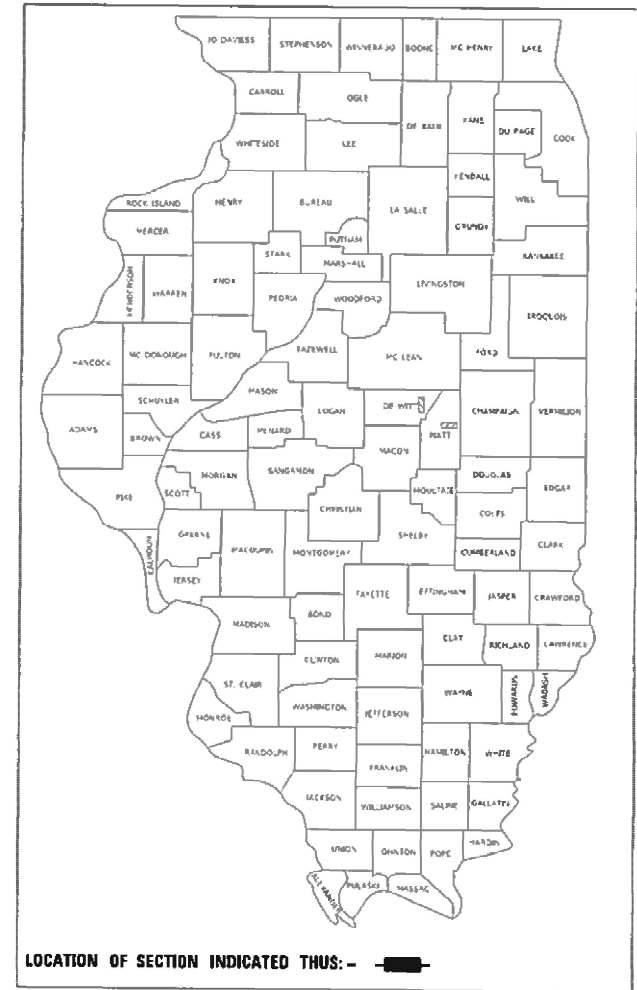 JO DAVIESS STEPHENSON WINNEBAGO BOONE MC HENRY LAKE
CARROLL OGLE DE KALB KANE DU PAGE COOK
WHITESIDE LEE
KENDALL WILL
ROCK ISLAND HENRY BUREAU LA SALLE GRUNDY
MERCER STARK PUTNAM KANKAKEE
MARSHALL
HENDERSON WARREN KNOX PEORIA WOODFORD LIVINGSTON IROQUOIS
HANCOCK MC DONOUGH FULTON TAZEWELL MC LEAN FORD
SCHUYLER MASON
ADAMS BROWN CASS MENARD LOGAN DE WITT PIATT CHAMPAIGN VERMILION
MACON
PIKE SCOTT MORGAN SANGAMON CHRISTIAN MOULTRIE DOUGLAS EDGAR
COLES
CALHOUN GREENE MACOUPIN MONTGOMERY SHELBY CUMBERLAND CLARK
JERSEY BOND FAYETTE EFFINGHAM JASPER CRAWFORD
MADISON
CLINTON MARION CLAY RICHLAND LAWRENCE
ST. CLAIR WASHINGTON JEFFERSON WAYNE EDWARDS WABASH
MONROE
RANDOLPH PERRY FRANKLIN HAMILTON WHITE
JACKSON WILLIAMSON SALINE GALLATIN
UNION JOHNSON POPE HARDIN
ALEXANDER PULASKI MASSAC
LOCATION OF SECTION INDICATED THUS: -